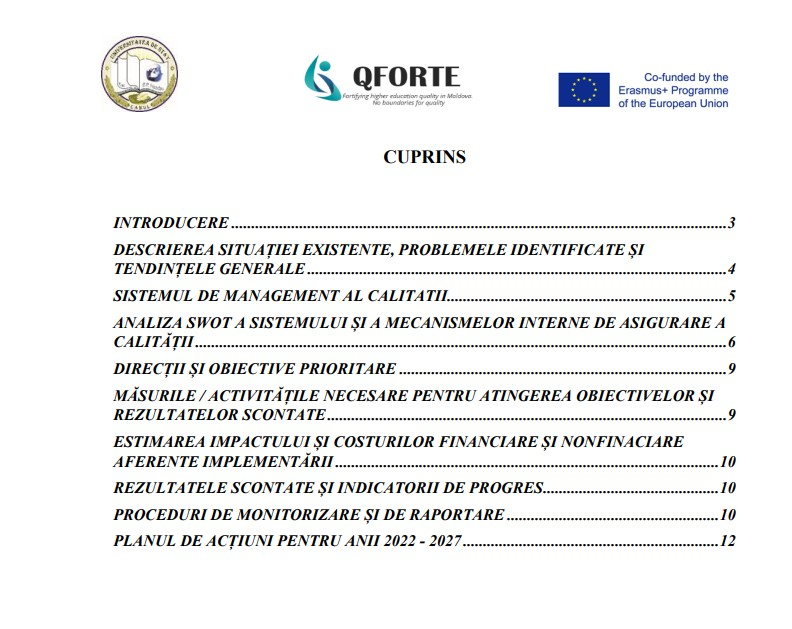 UNIVERSITATEA DE STAT
CAHUL
QFORTE
Fortifying higher education quality in Moldova.
No boundaries for quality
Co-funded by the
Erasmus+ Programme
of the European Union
CUPRINS
INTRODUCERE ........ 3
DESCRIEREA SITUAȚIEI EXISTENTE, PROBLEMELE IDENTIFICATE ȘI
TENDINȚELE GENERALE ........ 4
SISTEMUL DE MANAGEMENT AL CALITATII........ 5
ANALIZA SWOT A SISTEMULUI ȘI A MECANISMELOR INTERNE DE ASIGURARE A
CALITĂȚII ........ 6
DIRECȚII ȘI OBIECTIVE PRIORITARE ........ 9
MĂSURILE / ACTIVITĂȚILE NECESARE PENTRU ATINGEREA OBIECTIVELOR ȘI
REZULTATELOR SCONTATE ........ 9
ESTIMAREA IMPACTULUI ȘI COSTURILOR FINANCIARE ȘI NONFINACIARE
AFERENTE IMPLEMENTĂRII ........ 10
REZULTATELE SCONTATE ȘI INDICATORII DE PROGRES........ 10
PROCEDURI DE MONITORIZARE ȘI DE RAPORTARE ........ 10
PLANUL DE ACȚIUNI PENTRU ANII 2022 - 2027 ........ 12